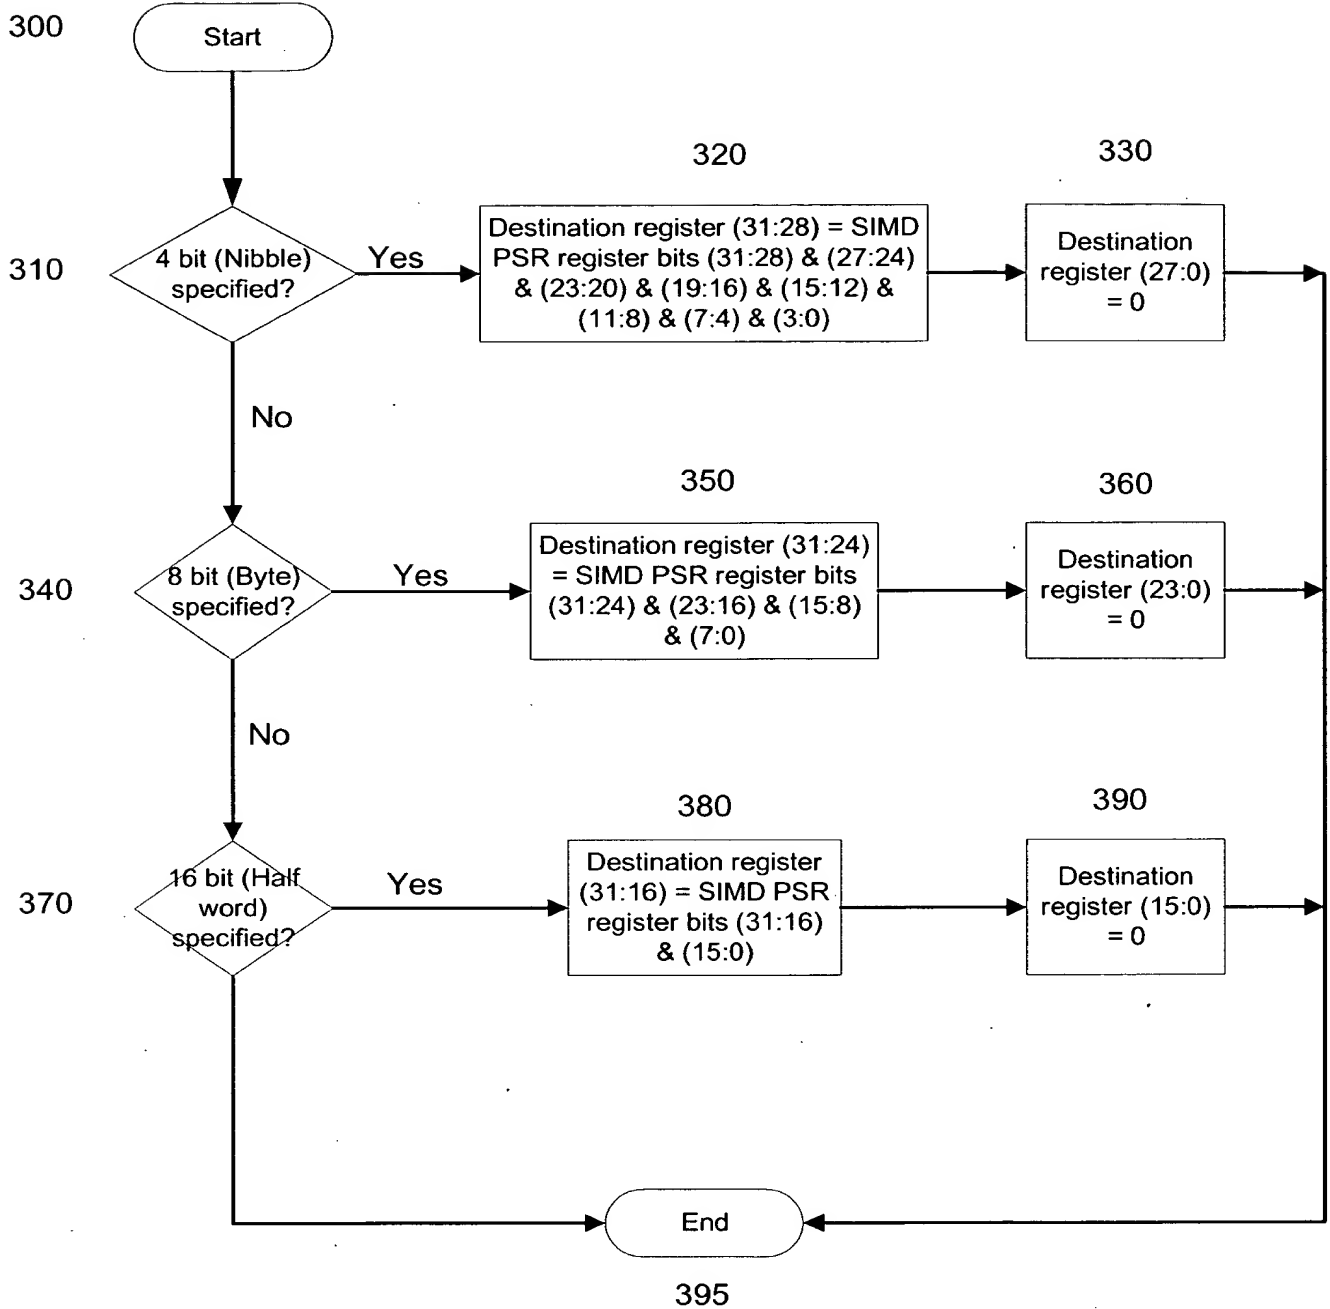 300
Start
320
330
310
4 bit (Nibble)
specified?
Yes
Destination register (31:28) = SIMD
PSR register bits (31:28) & (27:24)
& (23:20) & (19:16) & (15:12) &
(11:8) & (7:4) & (3:0)
Destination
register (27:0)
= 0
No
350
360
340
8 bit (Byte)
specified?
Yes
Destination register (31:24)
= SIMD PSR register bits
(31:24) & (23:16) & (15:8)
& (7:0)
Destination
register (23:0)
= 0
No
380
390
370
16 bit (Half
word)
specified?
Yes
Destination register
(31:16) = SIMD PSR
register bits (31:16)
& (15:0)
Destination
register (15:0)
= 0
End
395